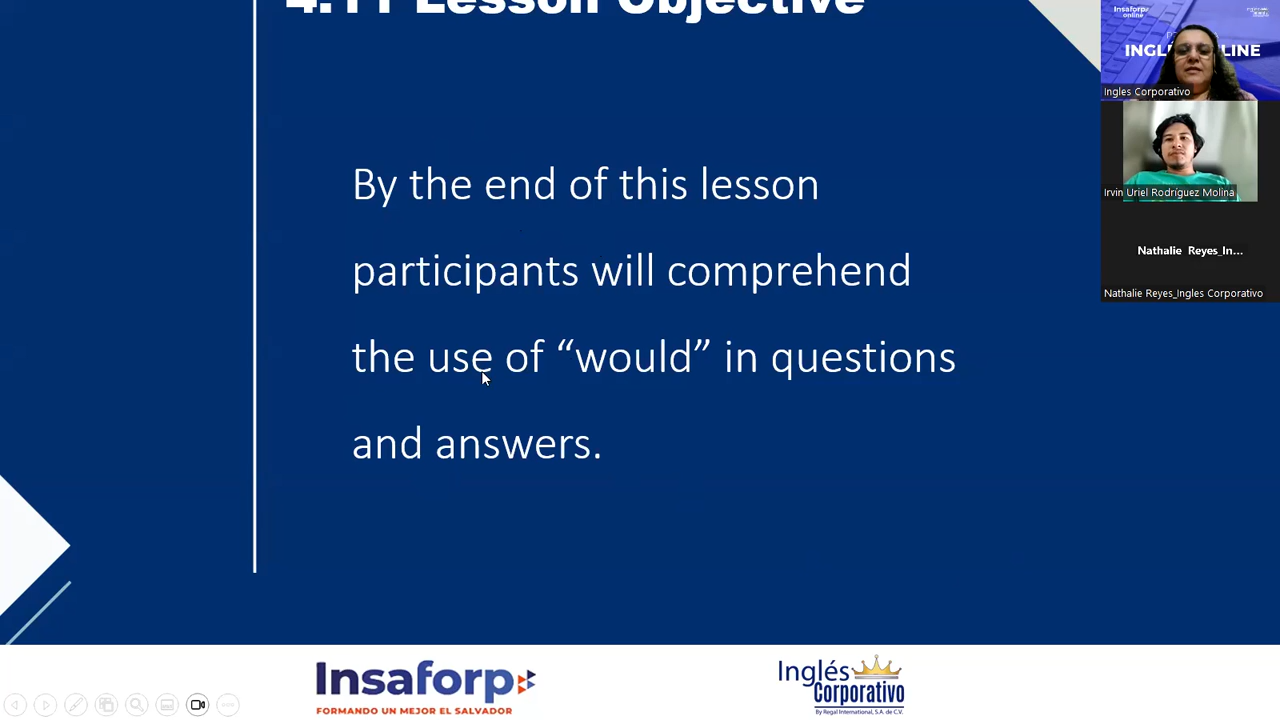 4.11 Lesson Objective
By the end of this lesson
participants will comprehend
the use of “would” in questions
and answers.
Insaforp
online
INGL LINE
Ingles Corporativo
Irvin Uriel Rodríguez Molina
Nathalie Reyes_In...
Nathalie Reyes_Ingles Corporativo
Insaforp
FORMANDO UN MEJOR EL SALVADOR
Inglés
Corporativo
By Regal International, S.A. de C.V.